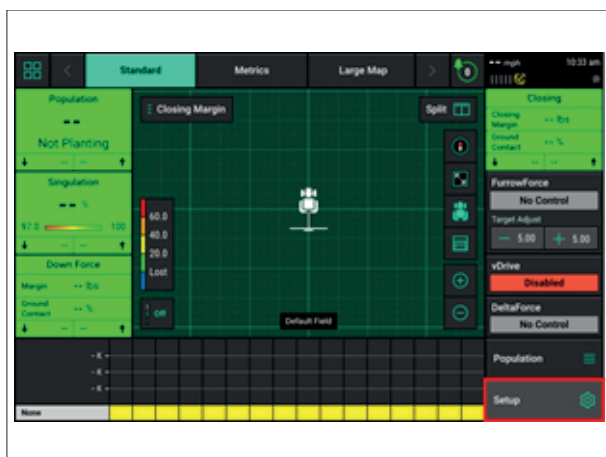 Standard
Metrics
Large Map
0
-- mph
10:33 am
Population
--
Not Planting
-- --
Singulation
-- %
97.0
100
-- --
Down Force
Margin
-- lbs
Ground Contact
-- %
-- --
Closing Margin
Split
60.0
40.0
20.0
Lost
Off
Default Field
Closing
Closing Margin
-- lbs
Ground Contact
-- %
-- --
FurrowForce
No Control
Target Adjust
— 5.00
+ 5.00
vDrive
Disabled
DeltaForce
No Control
Population
Setup
- K -
- K -
- K -
None